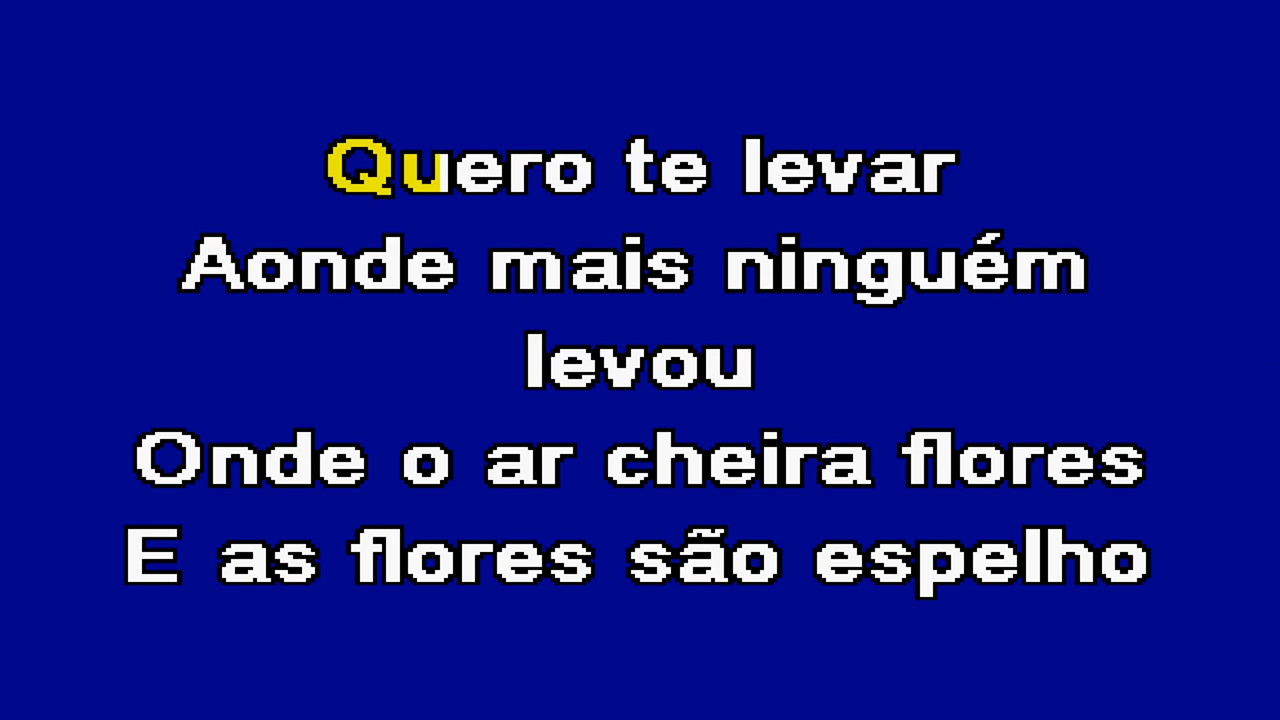 Quero te levar
Aonde mais ninguém
levou
Onde o ar cheira flores
E as flores são espelho